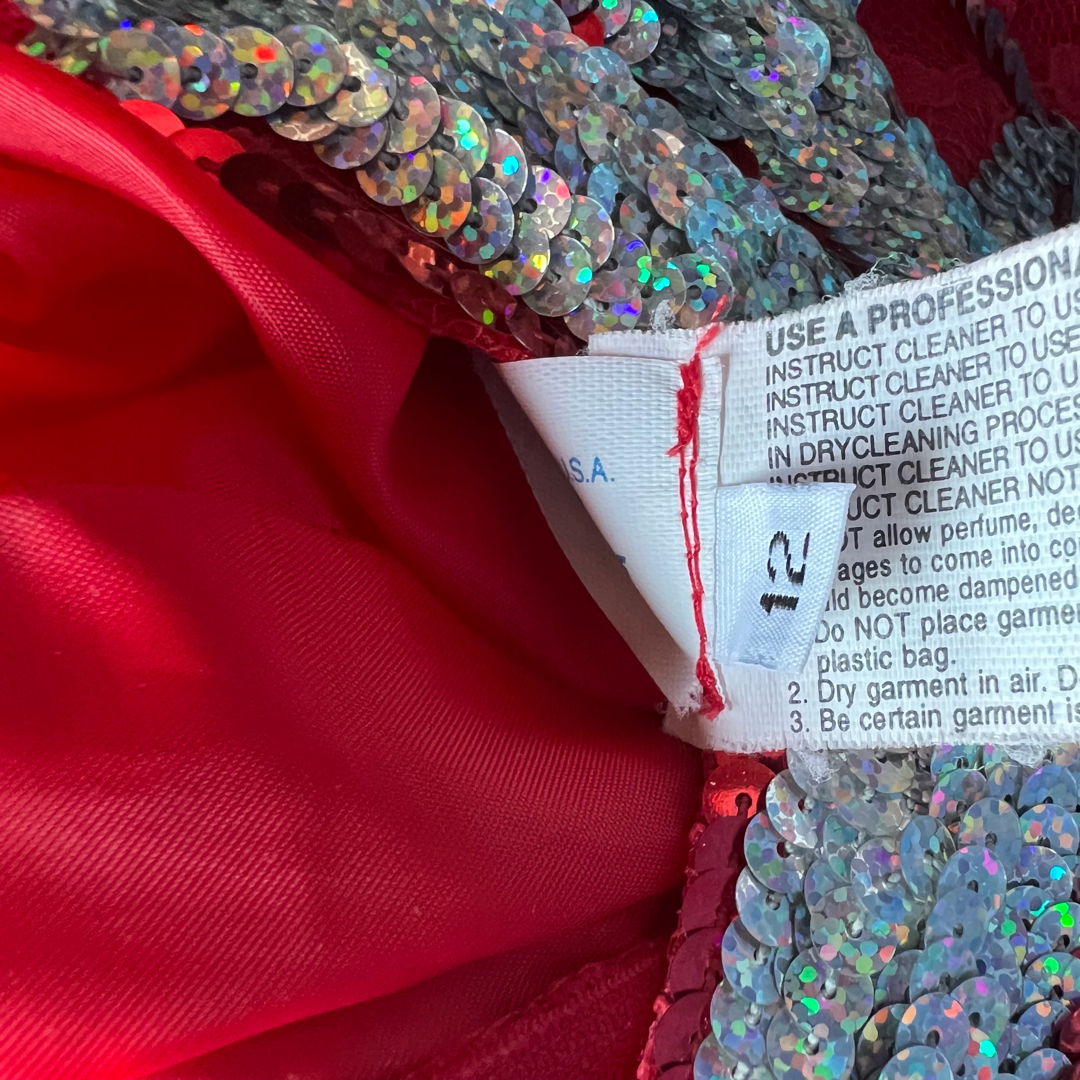 U.S.A.
12
USE A PROFESSIONA
INSTRUCT CLEANER TO US
INSTRUCT CLEANER TO USE
INSTRUCT CLEANER TO U
IN DRYCLEANING PROCES
INSTRUCT CLEANER TO US
UCT CLEANER NOT
OT allow perfume, de
ages to come into co
ld become dampened
Do NOT place garme
plastic bag.
2. Dry garment in air. D
3. Be certain garment is